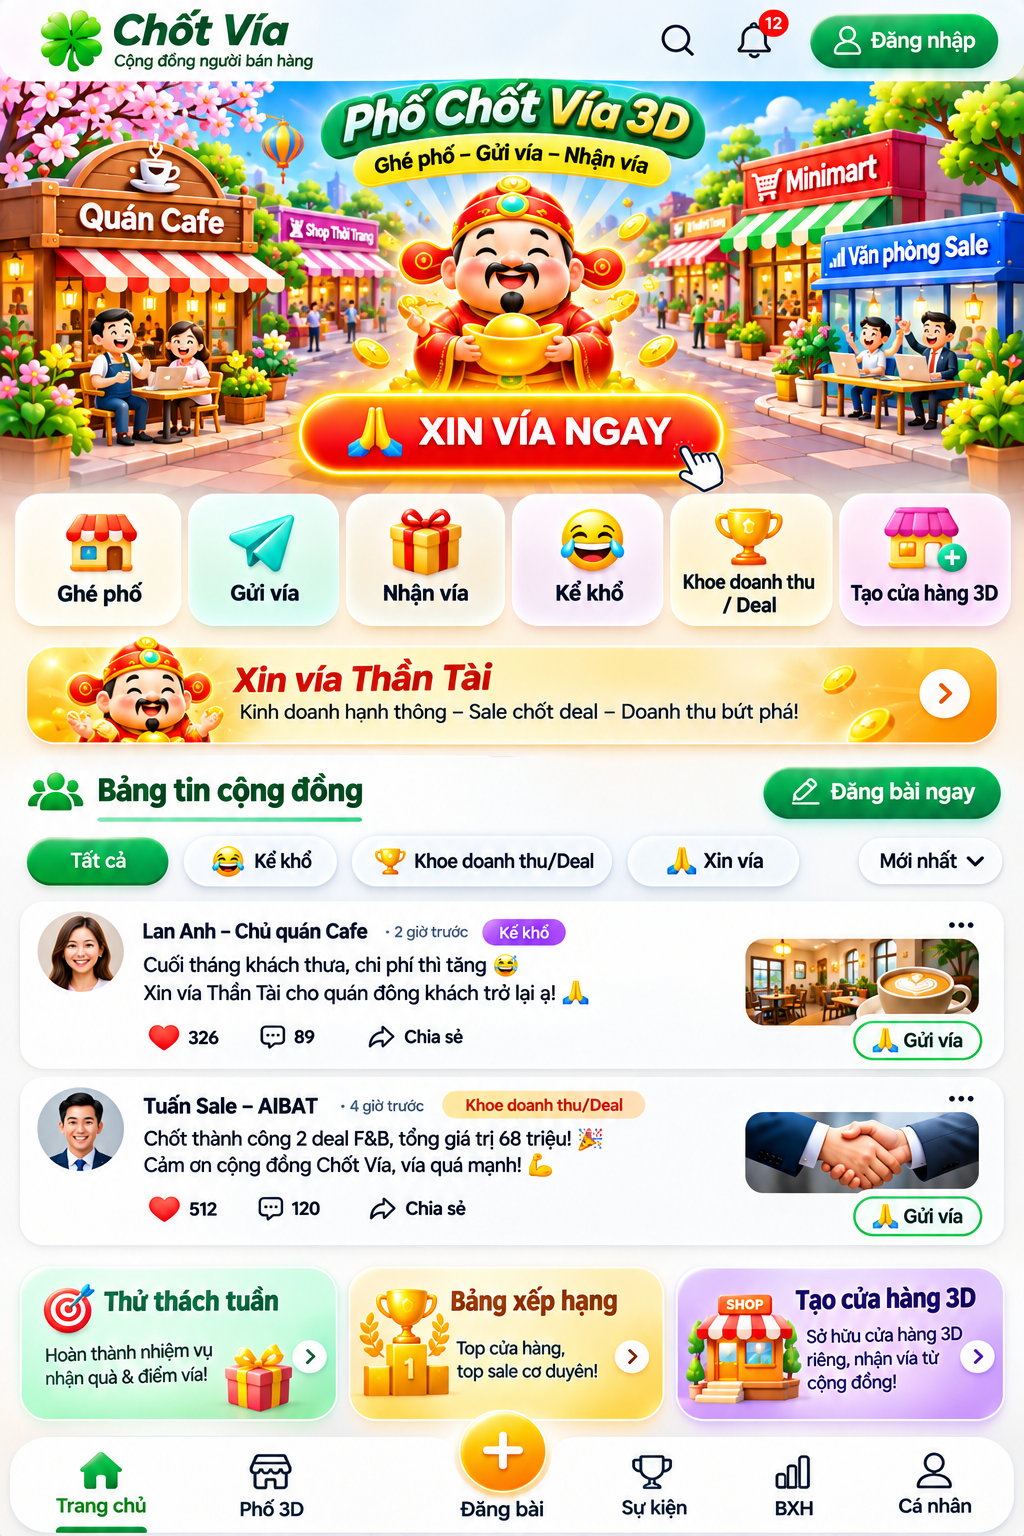 Chốt Vía
Cộng đồng người bán hàng
12
Đăng nhập
Phố Chốt Vía 3D
Ghé phố – Gửi vía – Nhận vía
Quán Cafe
Shop Thời Trang
Minimart
Văn phòng Sale
XIN VÍA NGAY
Ghé phố
Gửi vía
Nhận vía
Kể khổ
Khoe doanh thu
/ Deal
Tạo cửa hàng 3D
Xin vía Thần Tài
Kinh doanh hạnh thông – Sale chốt deal – Doanh thu bứt phá!
Bảng tin cộng đồng
Đăng bài ngay
Tất cả
Kể khổ
Khoe doanh thu/Deal
Xin vía
Mới nhất
Lan Anh – Chủ quán Cafe • 2 giờ trước Kể khổ
Cuối tháng khách thưa, chi phí thì tăng 😅
Xin vía Thần Tài cho quán đông khách trở lại ạ! 🙏
326 89 Chia sẻ
Gửi vía
Tuấn Sale – AIBAT • 4 giờ trước Khoe doanh thu/Deal
Chốt thành công 2 deal F&B, tổng giá trị 68 triệu! 🎉
Cảm ơn cộng đồng Chốt Vía, vía quá mạnh! 💪
512 120 Chia sẻ
Gửi vía
Thử thách tuần
Hoàn thành nhiệm vụ
nhận quà & điểm vía!
Bảng xếp hạng
1
Top cửa hàng,
top sale cơ duyên!
SHOP
Tạo cửa hàng 3D
Sở hữu cửa hàng 3D
riêng, nhận vía từ
cộng đồng!
Trang chủ
Phố 3D
Đăng bài
Sự kiện
BXH
Cá nhân